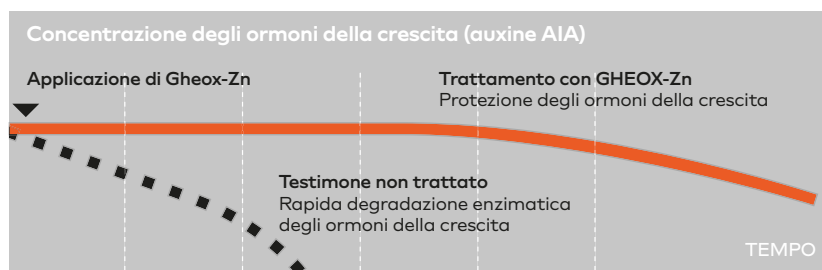 Concentrazione degli ormoni della crescita (auxine AIA)
Applicazione di Gheox-Zn
Trattamento con GHEOX-Zn
Protezione degli ormoni della crescita
Testimone non trattato
Rapida degradazione enzimatica
degli ormoni della crescita
TEMPO